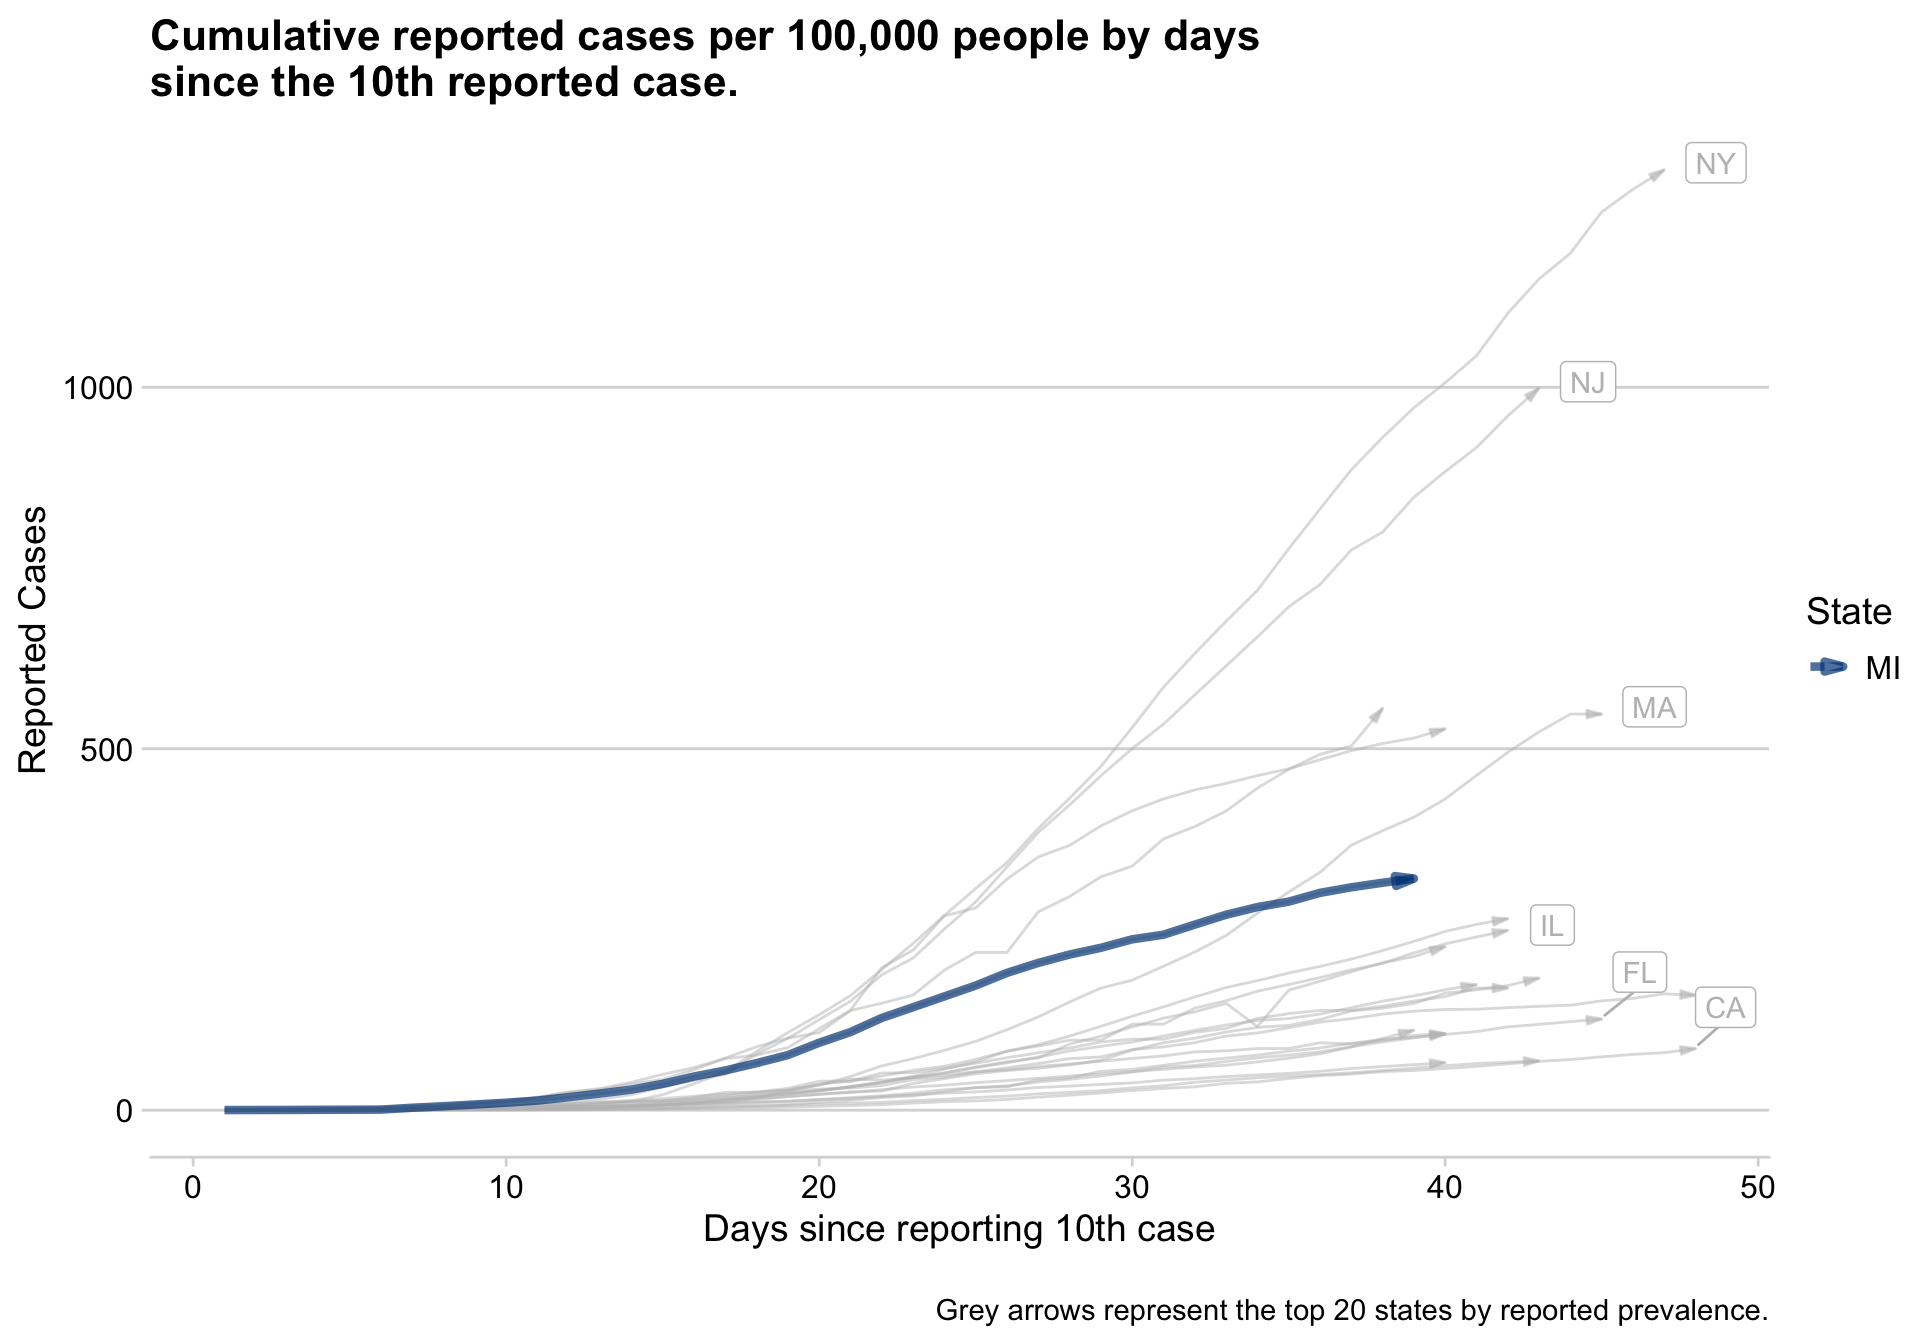 Cumulative reported cases per 100,000 people by days
since the 10th reported case.
NY
1000
NJ
Reported Cases
State
MI
MA
500
IL
FL
CA
0
0 10 20 30 40 50
Days since reporting 10th case
Grey arrows represent the top 20 states by reported prevalence.